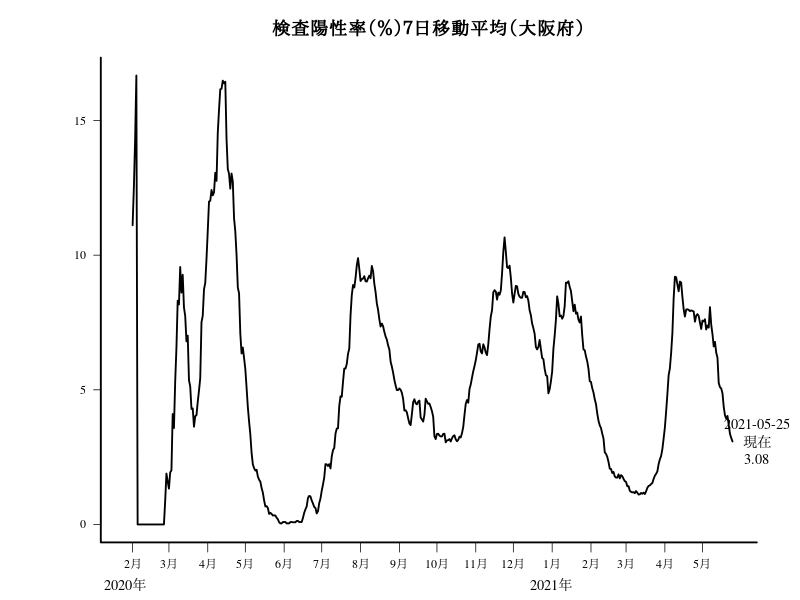 検査陽性率(%)7日移動平均(大阪府)
15
10
5
0
2021-05-25
現在
3.08
2月 3月 4月 5月 6月 7月 8月 9月 10月 11月 12月 1月 2月 3月 4月 5月
2020年 2021年